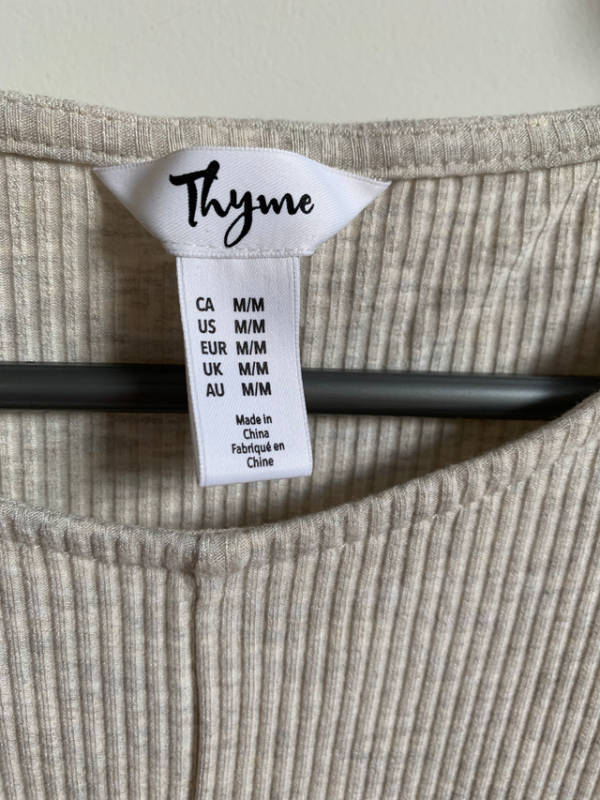 Thyme
CA M/M
US M/M
EUR M/M
UK M/M
AU M/M
Made in
China
Fabriqué en
Chine